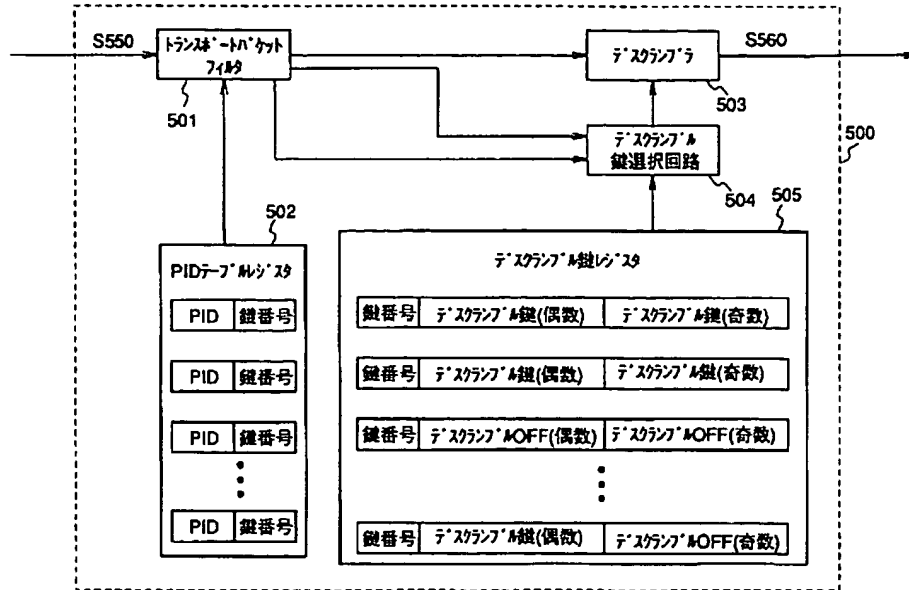 S550
トランスポートパケット
フィルタ
501
デスクランブラ
503
S560
デスクランブル
鍵選択回路
504
500
502
PIDテーブルレジスタ
PID 鍵番号
PID 鍵番号
PID 鍵番号
PID 鍵番号
505
デスクランブル鍵レジスタ
鍵番号 デスクランブル鍵(偶数) デスクランブル鍵(奇数)
鍵番号 デスクランブル鍵(偶数) デスクランブル鍵(奇数)
鍵番号 デスクランブルOFF(偶数) デスクランブルOFF(奇数)
鍵番号 デスクランブル鍵(偶数) デスクランブルOFF(奇数)